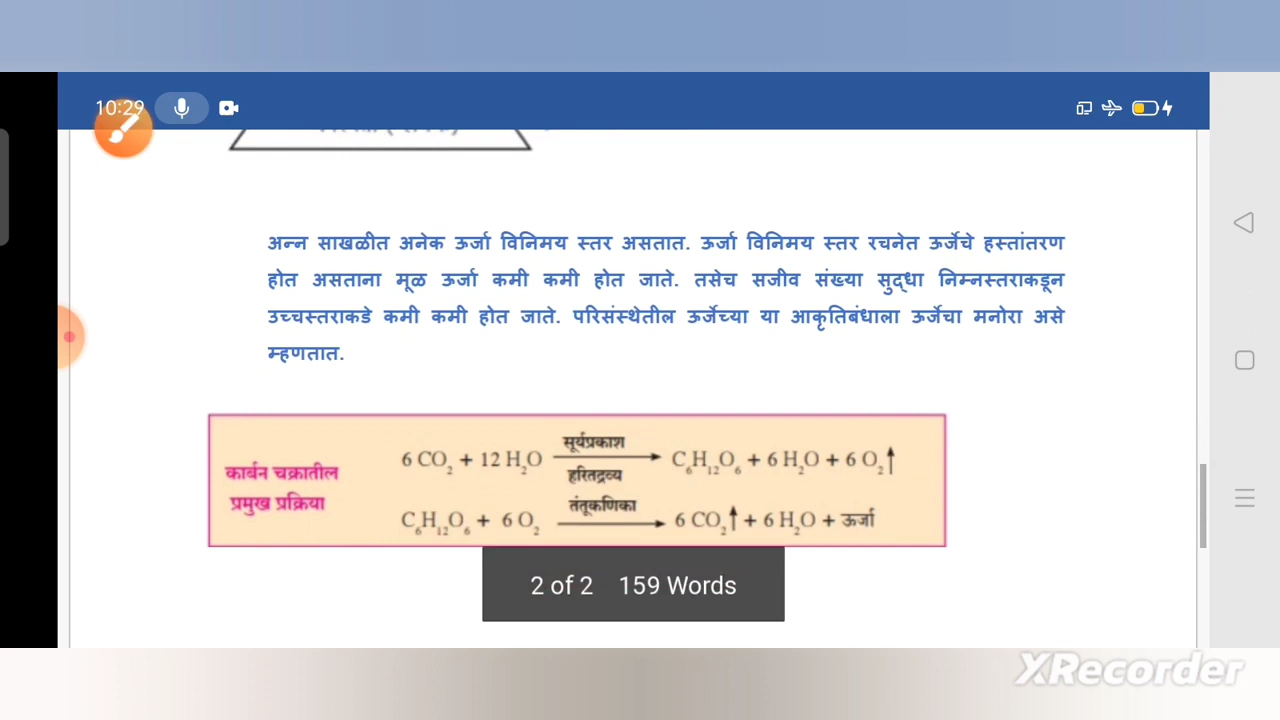 10:29
अन्न साखळीत अनेक ऊर्जा विनिमय स्तर असतात. ऊर्जा विनिमय स्तर रचनेत ऊर्जेचे हस्तांतरण
होत असताना मूळ ऊर्जा कमी कमी होत जाते. तसेच सजीव संख्या सुद्धा निम्नस्तराकडून
उच्चस्तराकडे कमी कमी होत जाते. परिसंस्थेतील ऊर्जेच्या या आकृतिबंधाला ऊर्जेचा मनोरा असे
म्हणतात.
कार्बन चक्रातील
प्रमुख प्रक्रिया
सूर्यप्रकाश
6 CO₂ + 12 H₂O ⟶ C₆H₁₂O₆ + 6 H₂O + 6 O₂↑
हरितद्रव्य
तंतूकणिका
C₆H₁₂O₆ + 6 O₂ ⟶ 6 CO₂↑ + 6 H₂O + ऊर्जा
2 of 2 159 Words
XRecorder